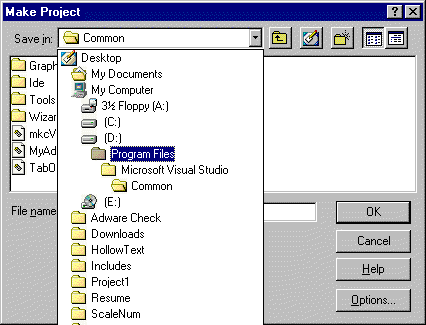 Make Project
Save in: Common
Desktop
My Documents
My Computer
3½ Floppy (A:)
(C:)
(D:)
Program Files
Microsoft Visual Studio
Common
(E:)
Adware Check
Downloads
HollowText
Includes
Project1
Resume
ScaleNum
Graph
Ide
Tools
Wizar
mkcV
MyAd
TabO
File name
OK
Cancel
Help
Options...